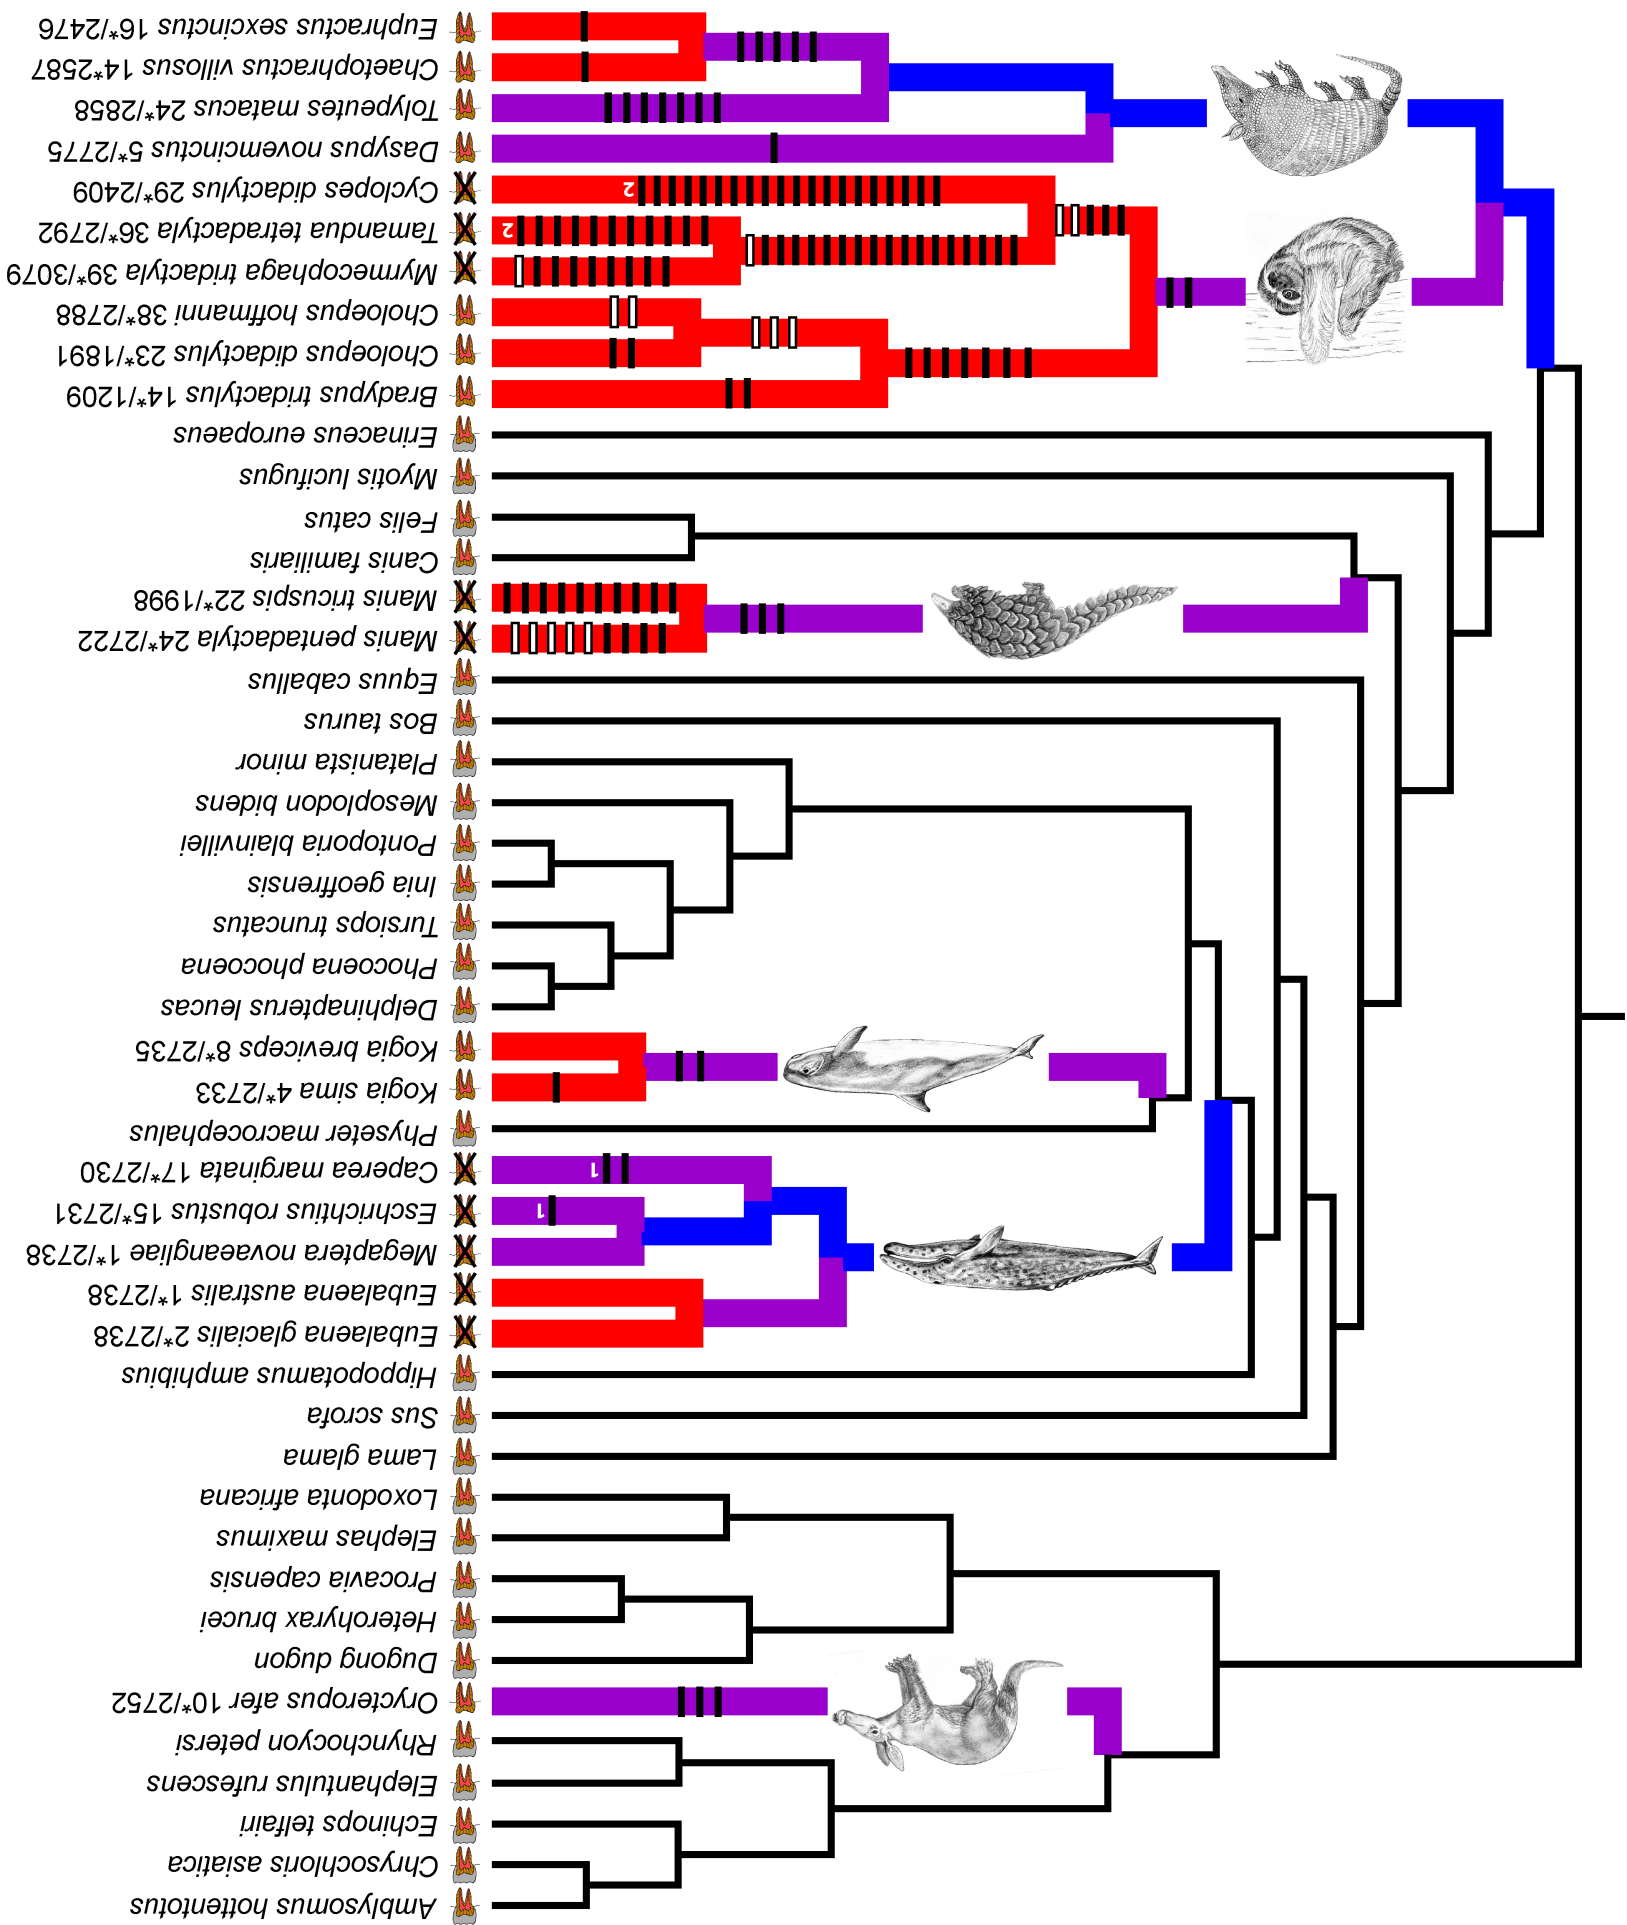 Amblysomus hottentotus
Chrysochloris asiatica
Echinops telfairi
Elephantulus rufescens
Rhynchocyon petersi
Orycteropus afer 10*/2752
Dugong dugon
Heterohyrax brucei
Procavia capensis
Elephas maximus
Loxodonta africana
Lama glama
Sus scrofa
Hippopotamus amphibius
Eubalaena glacialis 2*/2738
Eubalaena australis 1*/2738
Megaptera novaeangliae 1*/2738
1
Eschrichtius robustus 15*/2731
1
Caperea marginata 17*/2730
Physeter macrocephalus
Kogia sima 4*/2733
Kogia breviceps 8*/2735
Delphinapterus leucas
Phocoena phocoena
Tursiops truncatus
Inia geoffrensis
Pontoporia blainvillei
Mesoplodon bidens
Platanista minor
Bos taurus
Equus caballus
Manis pentadactyla 24*/2722
Manis tricuspis 22*/1998
Canis familiaris
Felis catus
Myotis lucifugus
Erinaceus europaeus
Bradypus tridactylus 14*/1209
Choloepus didactylus 23*/1891
Choloepus hoffmanni 38*/2788
Myrmecophaga tridactyla 39*/3079
2
Tamandua tetradactyla 36*/2792
2
Cyclopes didactylus 29*/2409
Dasypus novemcinctus 5*/2775
Tolypeutes matacus 24*/2858
Chaetophractus villosus 14*2587
Euphractus sexcinctus 16*/2476